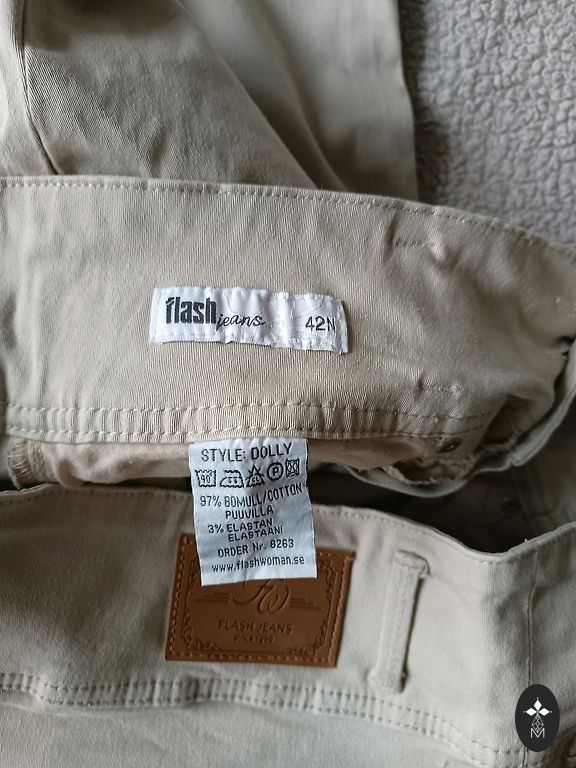 flash jeans 42N
STYLE: DOLLY
97% BOMULL/COTTON
PUUVILLA
3% ELASTAN
ELASTAANI
ORDER Nr. 6263
www.flashwoman.se
FW
FLASH JEANS
M